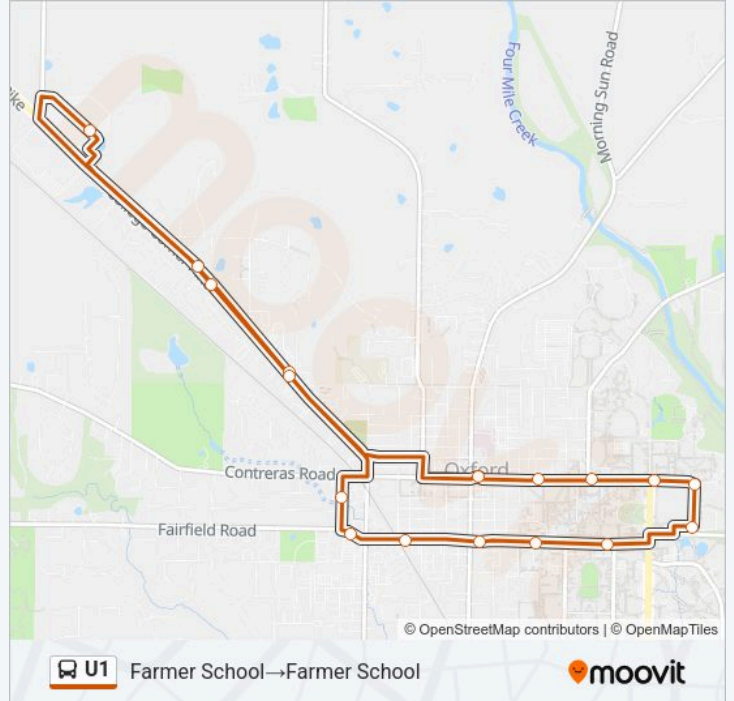 Pike
Four Mile Creek
Morning Sun Road
Contreras Road
Oxford
Fairfield Road
© OpenStreetMap contributors | © OpenMapTiles
U1
Farmer School→Farmer School
moovit